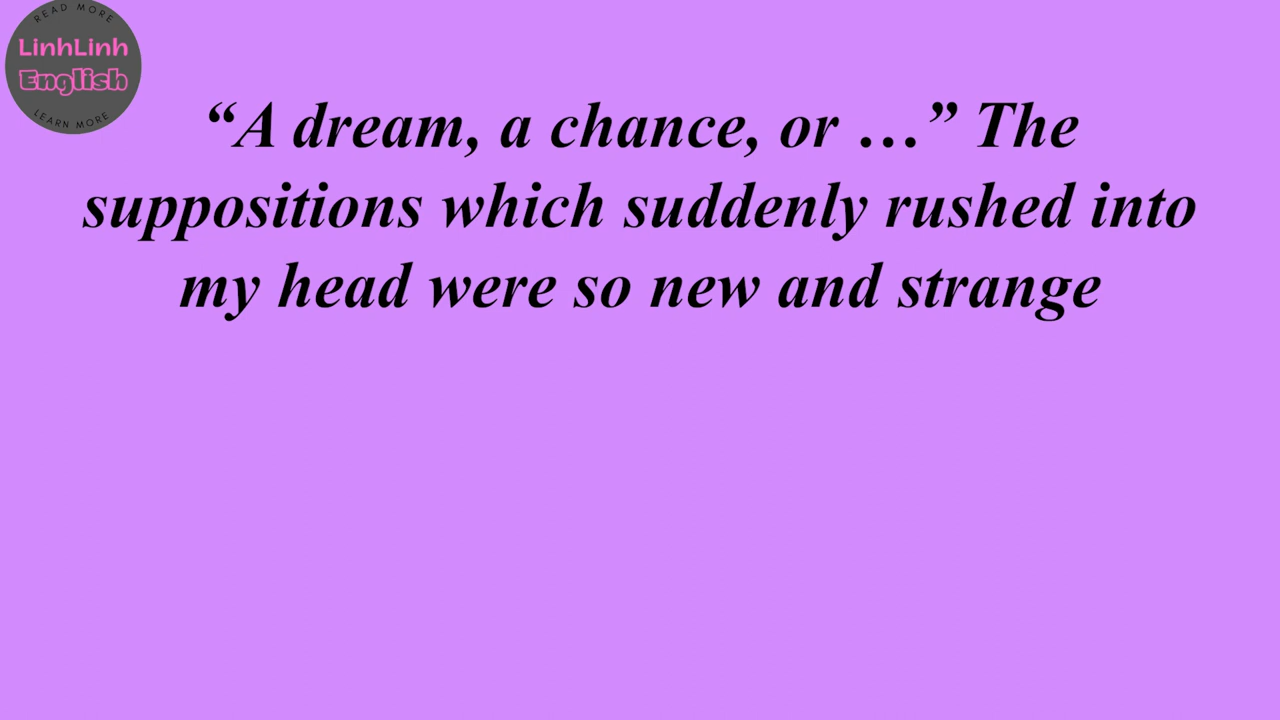 READ MORE
LinhLinh
English
LEARN MORE
“A dream, a chance, or …” The
suppositions which suddenly rushed into
my head were so new and strange